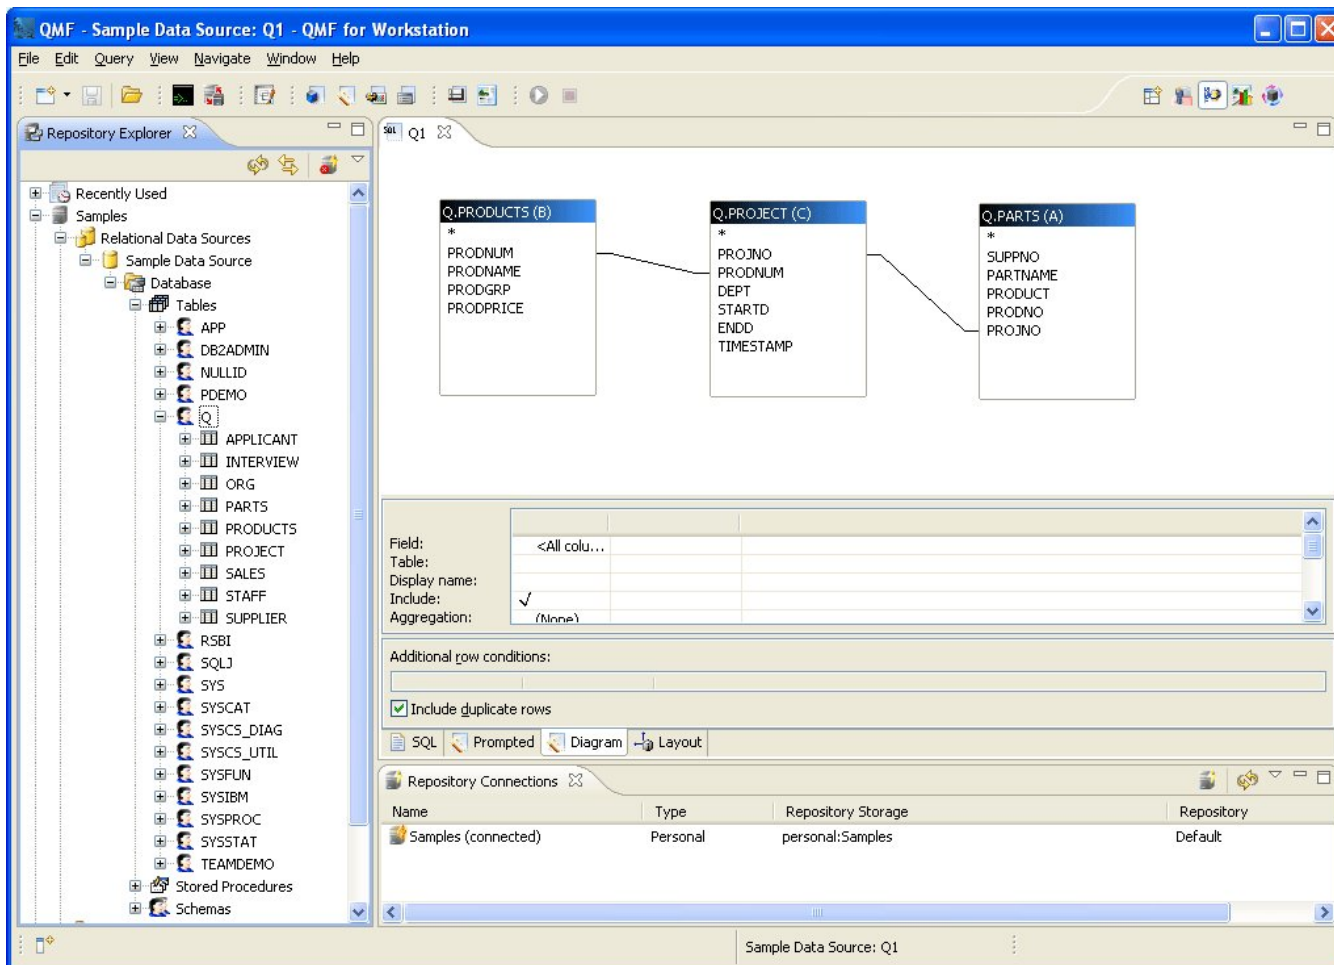 QMF - Sample Data Source: Q1 - QMF for Workstation
File Edit Query View Navigate Window Help
Repository Explorer
Recently Used
Samples
Relational Data Sources
Sample Data Source
Database
Tables
APP
DB2ADMIN
NULLID
PDEMO
Q
APPLICANT
INTERVIEW
ORG
PARTS
PRODUCTS
PROJECT
SALES
STAFF
SUPPLIER
RSBI
SQLJ
SYS
SYSCAT
SYSCS_DIAG
SYSCS_UTIL
SYSFUN
SYSIBM
SYSPROC
SYSSTAT
TEAMDEMO
Stored Procedures
Schemas
SQL Q1
Q.PRODUCTS (B)
*
PRODNUM
PRODNAME
PRODGRP
PRODPRICE
Q.PROJECT (C)
*
PROJNO
PRODNUM
DEPT
STARTD
ENDD
TIMESTAMP
Q.PARTS (A)
*
SUPPNO
PARTNAME
PRODUCT
PRODNO
PROJNO
Field: <All colu...
Table:
Display name:
Include:
Aggregation: (None)
Additional row conditions:
Include duplicate rows
SQL Prompted Diagram Layout
Repository Connections
Name Type Repository Storage Repository
Samples (connected) Personal personal:Samples Default
Sample Data Source: Q1